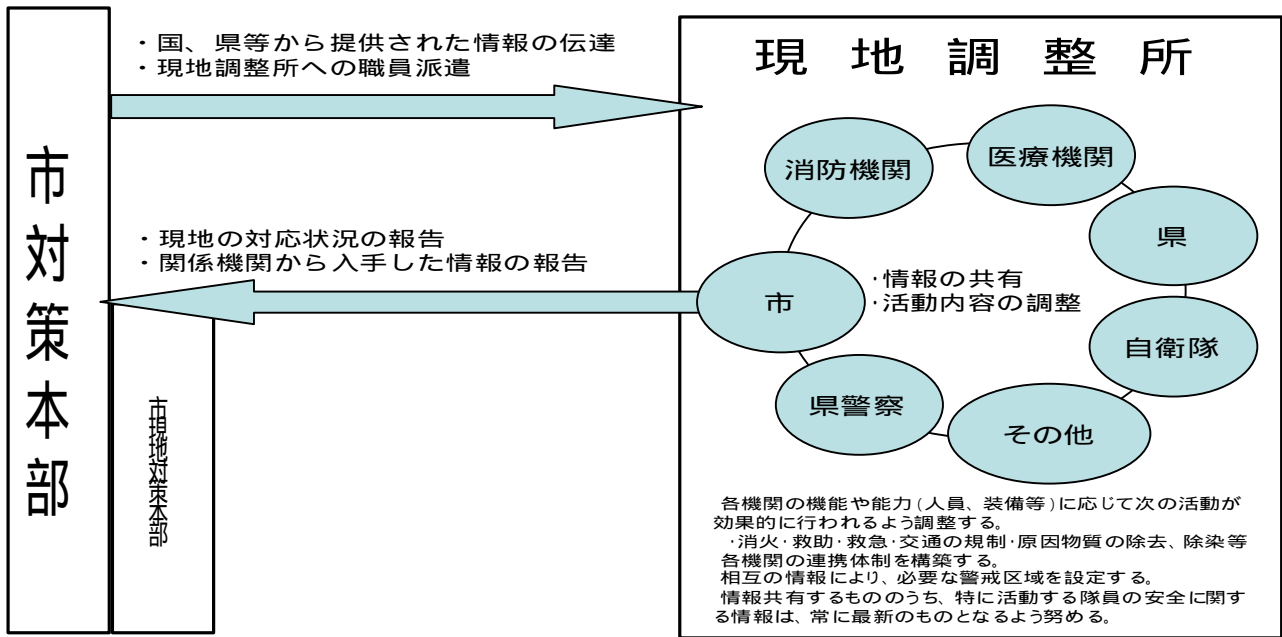 市対策本部
・国、県等から提供された情報の伝達
・現地調整所への職員派遣
・現地の対応状況の報告
・関係機関から入手した情報の報告
市現地対策本部
現地調整所
消防機関
医療機関
県
市
・情報の共有
・活動内容の調整
自衛隊
県警察
その他
各機関の機能や能力(人員、装備等)に応じて次の活動が
効果的に行われるよう調整する。
・消火・救助・救急・交通の規制・原因物質の除去、除染等
各機関の連携体制を構築する。
相互の情報により、必要な警戒区域を設定する。
情報共有するもののうち、特に活動する隊員の安全に関す
る情報は、常に最新のものとなるよう努める。